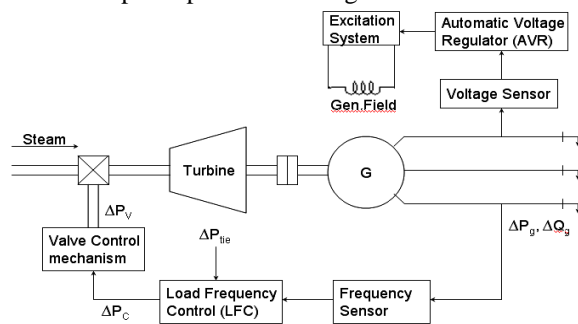 Excitation
System
Automatic Voltage
Regulator (AVR)
Gen.Field
Voltage Sensor
Steam
Turbine
G
ΔP_V
ΔP_g, ΔQ_g
Valve Control
mechanism
ΔP_tie
Load Frequency
Control (LFC)
Frequency
Sensor
ΔP_C